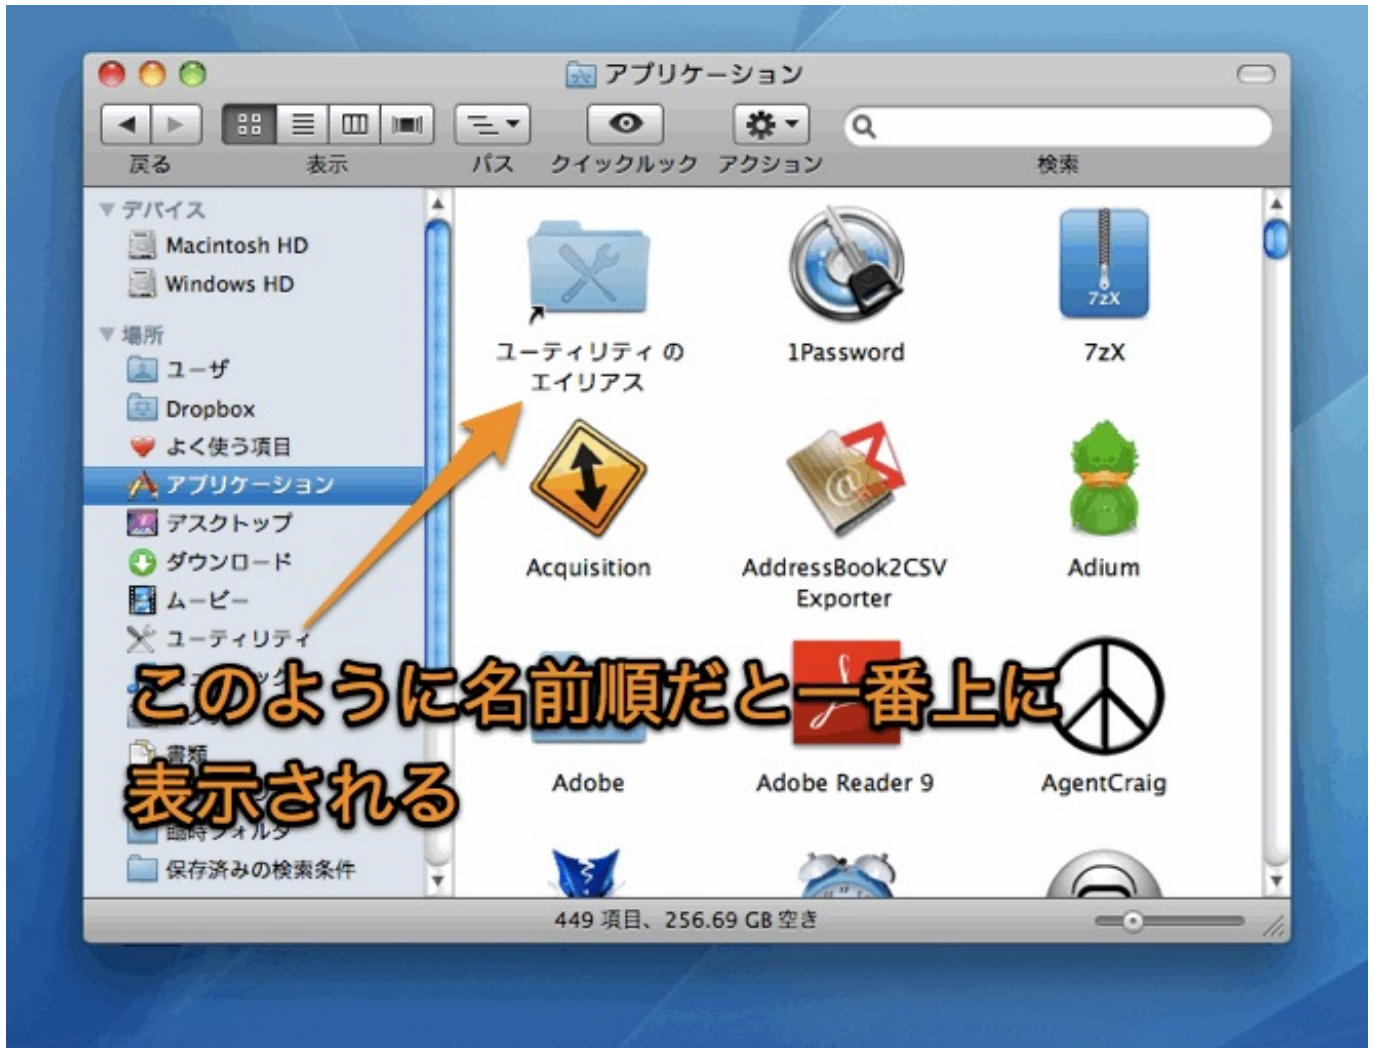 アプリケーション
戻る 表示 パス クイックルック アクション 検索
デバイス
Macintosh HD
Windows HD
場所
ユーザ
Dropbox
よく使う項目
アプリケーション
デスクトップ
ダウンロード
ムービー
ユーティリティ
書類
臨時フォルダ
保存済みの検索条件
ユーティリティ の
エイリアス
1Password
7zX
7zX
Acquisition
AddressBook2CSV
Exporter
Adium
Adobe
Adobe Reader 9
AgentCraig
このように名前順だと一番上に
表示される
449 項目、256.69 GB 空き